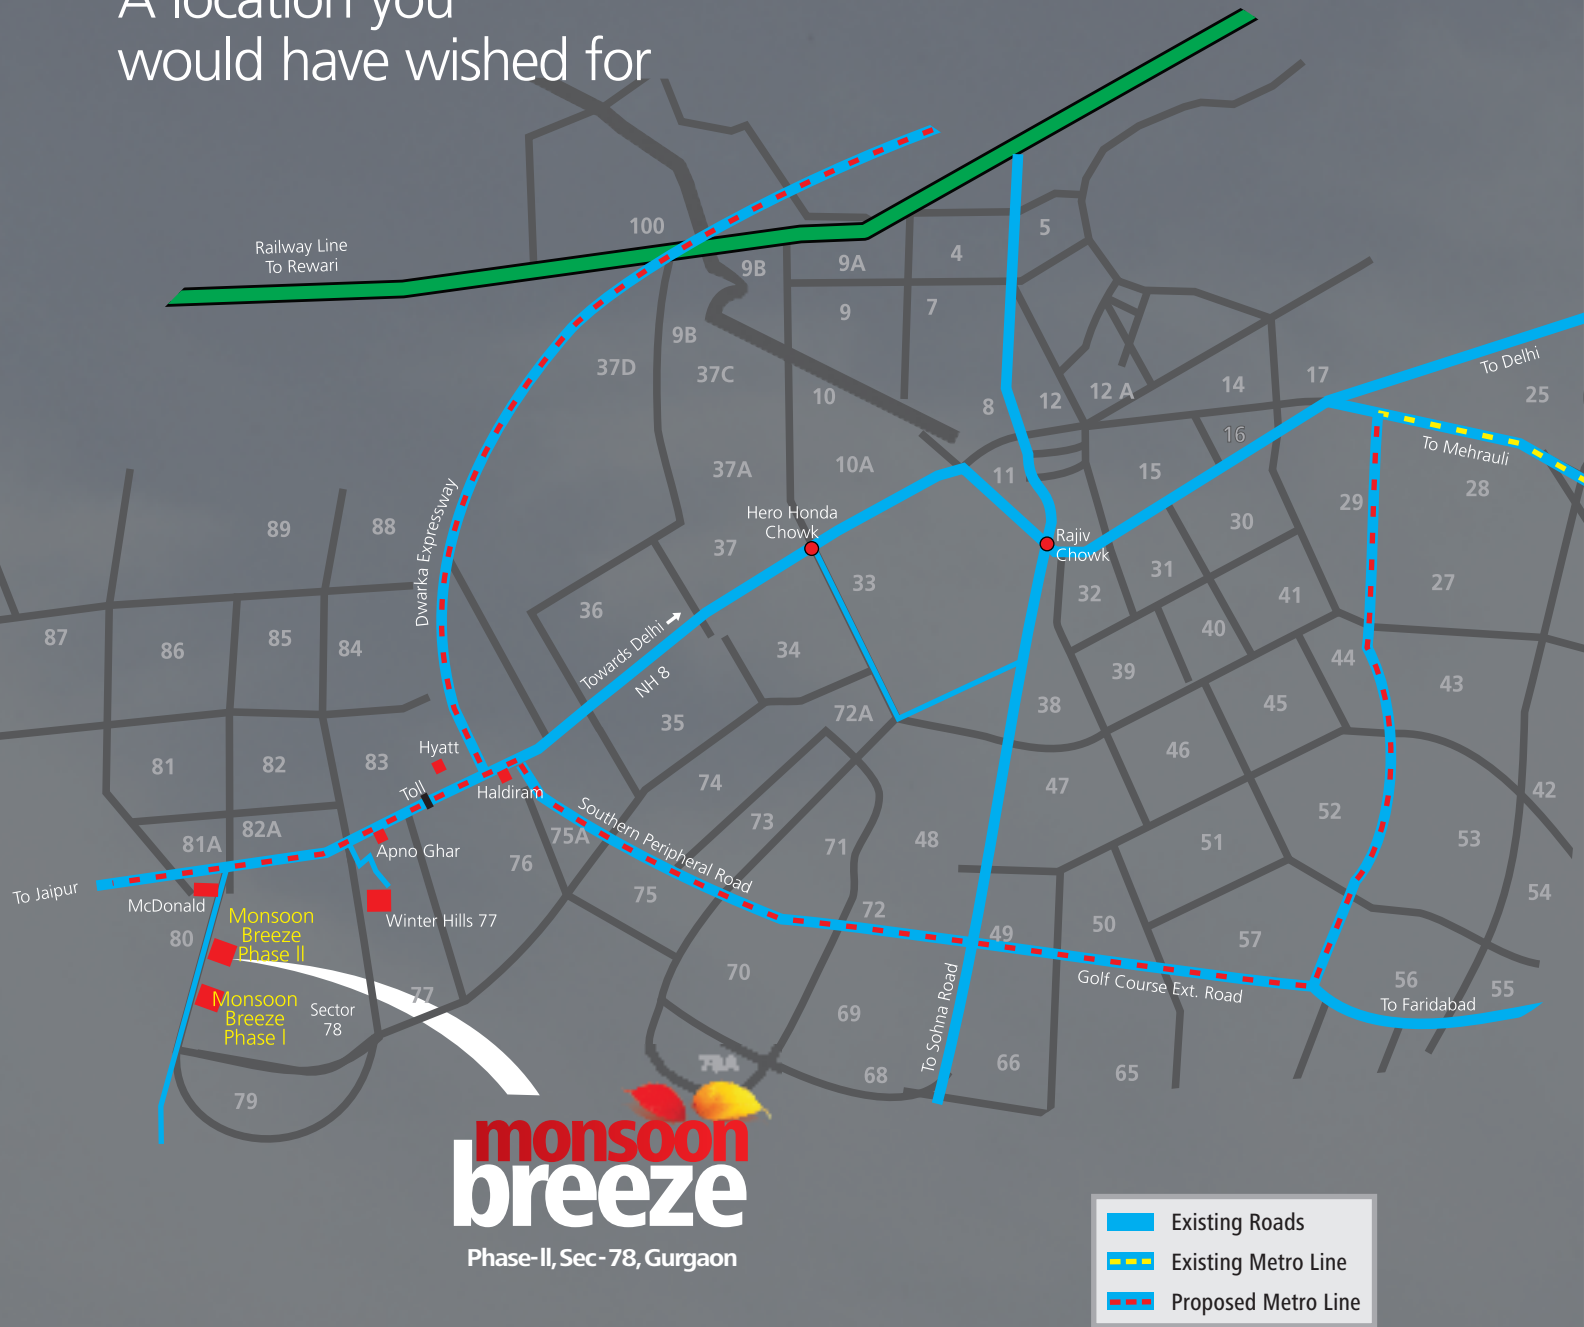 A location you
would have wished for
Railway Line
To Rewari
100
5
4
9B
9A
9
7
9B
37D
37C
10
8
12
12 A
14
17
To Delhi
25
16
To Mehrauli
28
29
11
15
10A
37A
Dwarka Expressway
Hero Honda
Chowk
Rajiv
Chowk
89
88
37
33
30
31
32
41
27
36
40
87
86
85
84
34
39
44
43
Towards Delhi
NH 8
35
72A
38
45
46
Hyatt
81
82
83
Toll
Haldiram
74
47
42
Southern Peripheral Road
73
71
48
52
51
53
81A
82A
Apno Ghar
76
75A
75
To Jaipur
McDonald
Winter Hills 77
72
54
80
Monsoon
Breeze
Phase II
49
50
57
70
Golf Course Ext. Road
56
55
To Faridabad
Monsoon
Breeze
Phase I
Sector
78
77
69
To Sohna Road
68
66
65
79
monsoon
breeze
Phase-II, Sec-78, Gurgaon
Existing Roads
Existing Metro Line
Proposed Metro Line